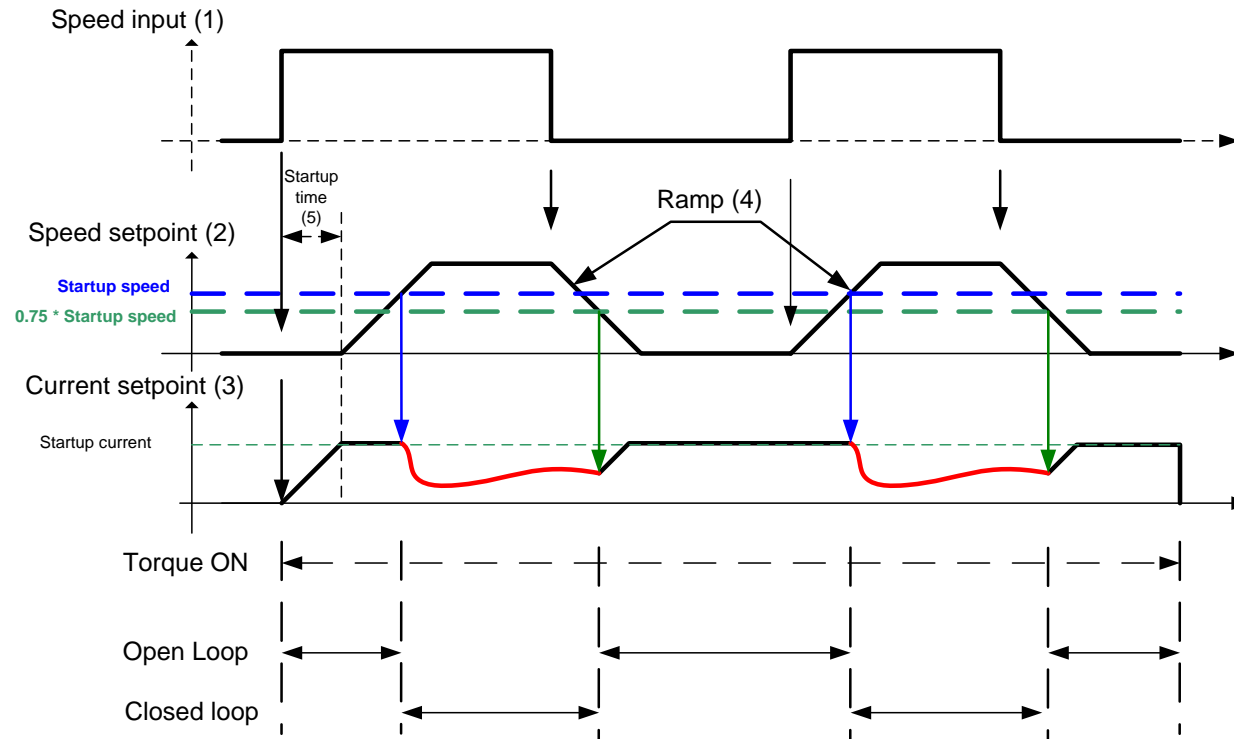 Speed input (1)
Startup
time
(5)
Ramp (4)
Speed setpoint (2)
Startup speed
0.75 * Startup speed
Current setpoint (3)
Startup current
Torque ON
Open Loop
Closed loop